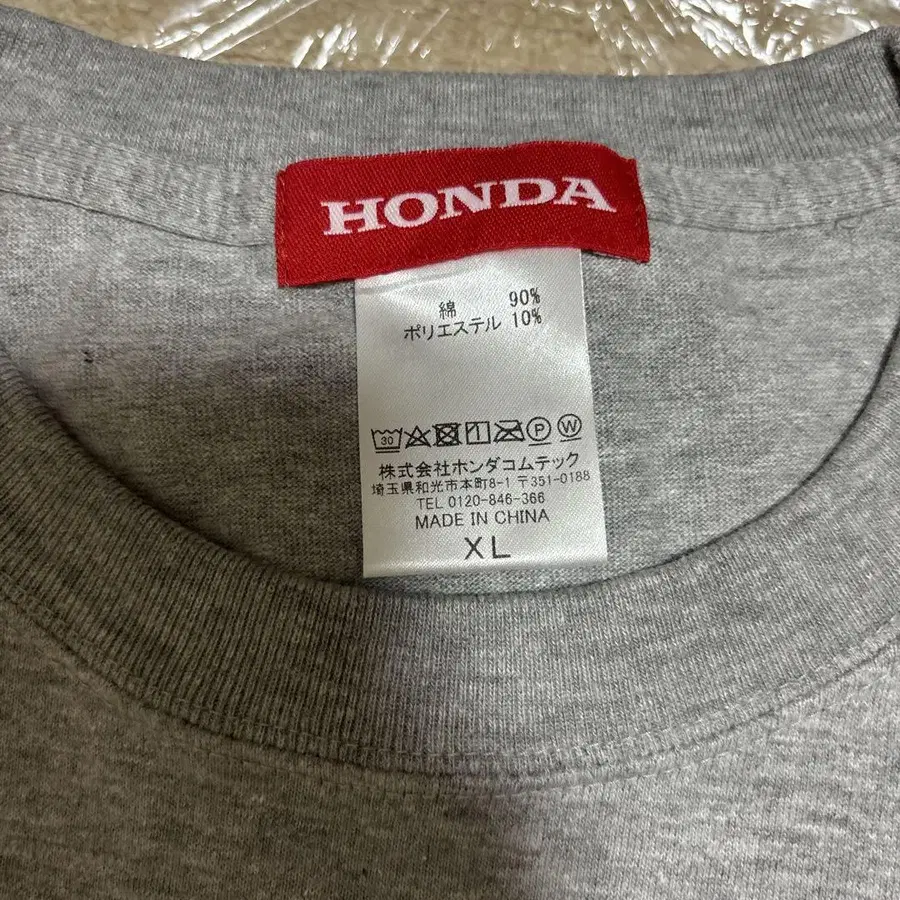 HONDA
綿 90%
ポリエステル 10%
30 P W
株式会社ホンダコムテック
埼玉県和光市本町8-1 〒351-0188
TEL 0120-846-366
MADE IN CHINA
XL